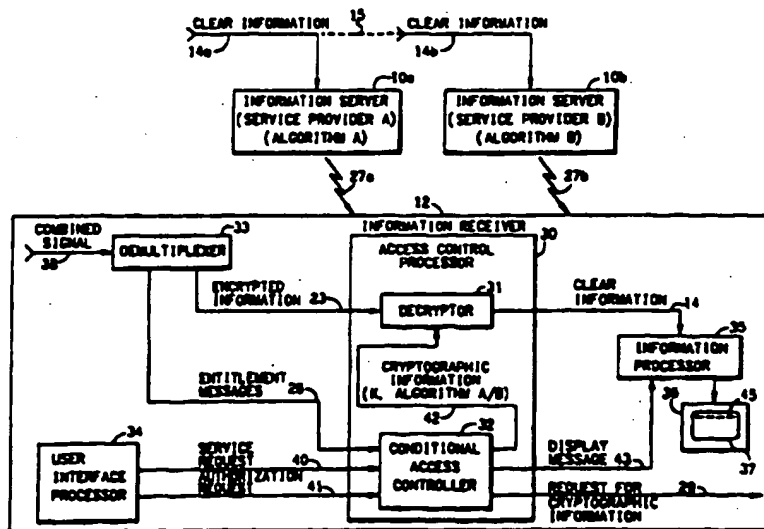 CLEAR INFORMATION
15
CLEAR INFORMATION
14a
14b
10a
10b
INFORMATION SERVER
(SERVICE PROVIDER A)
(ALGORITHM A)
INFORMATION SERVER
(SERVICE PROVIDER B)
(ALGORITHM B)
27a
27b
12
INFORMATION RECEIVER
30
COMBINED
SIGNAL
38
33
DEMULTIPLEXER
ACCESS CONTROL
PROCESSOR
ENCRYPTED
INFORMATION
23
31
DECRYPTOR
CLEAR
INFORMATION
14
35
INFORMATION
PROCESSOR
CRYPTOGRAPHIC
INFORMATION
(K, ALGORITHM A/B)
42
ENTITLEMENT
MESSAGES
36
45
37
34
USER
INTERFACE
PROCESSOR
SERVICE
REQUEST
40
AUTHORIZATION
REQUEST
41
32
CONDITIONAL
ACCESS
CONTROLLER
DISPLAY
MESSAGE
43
REQUEST FOR
CRYPTOGRAPHIC
INFORMATION